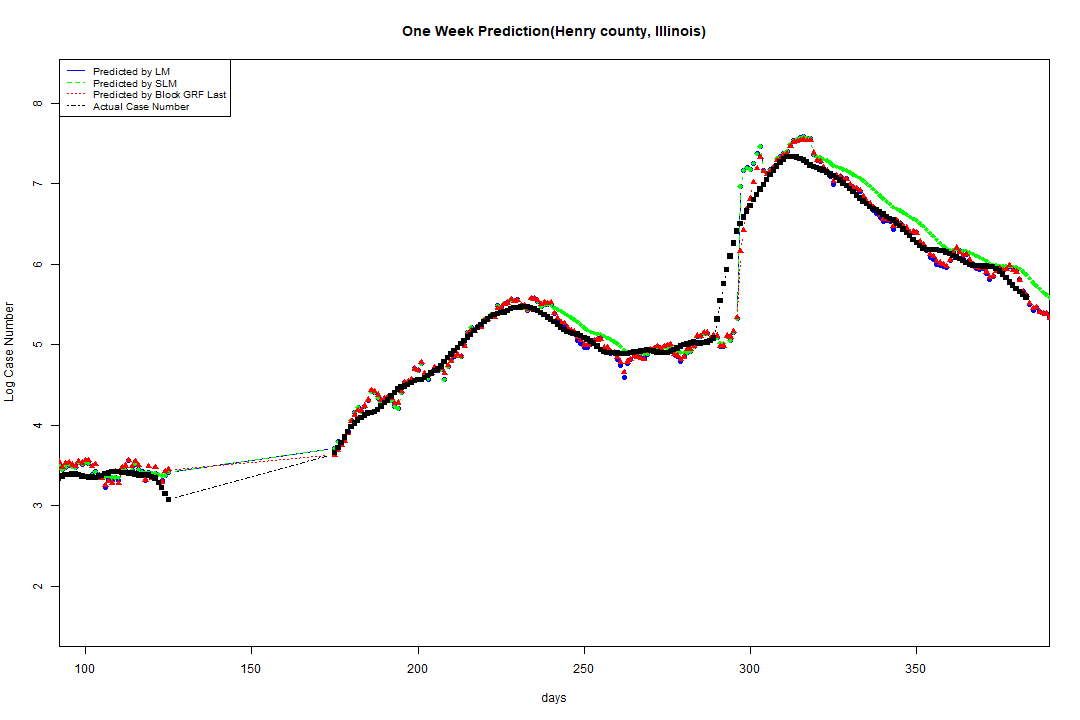 One Week Prediction(Henry county, Illinois)
Predicted by LM
Predicted by SLM
Predicted by Block GRF Last
Actual Case Number
8
7
6
5
4
3
2
Log Case Number
100 150 200 250 300 350
days